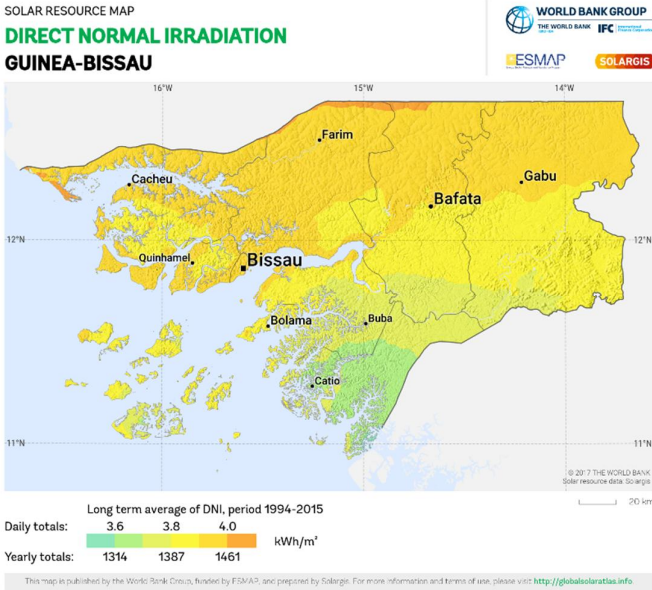 SOLAR RESOURCE MAP
DIRECT NORMAL IRRADIATION
GUINEA-BISSAU
WORLD BANK GROUP
THE WORLD BANK IFC
ESMAP
SOLARGIS
16°W 15°W 14°W
Farim
Cacheu
Gabu
Bafata
12°N 12°N
Quinhamel
Bissau
Bolama
Buba
Catio
11°N 11°N
© 2017 THE WORLD BANK
Solar resource data: Solargis
20 km
Long term average of DNI, period 1994-2015
Daily totals: 3.6 3.8 4.0
kWh/m²
Yearly totals: 1314 1387 1461
This map is published by the World Bank Group, funded by ESMAP, and prepared by Solargis. For more information and terms of use, please visit http://globalsolaratlas.info.